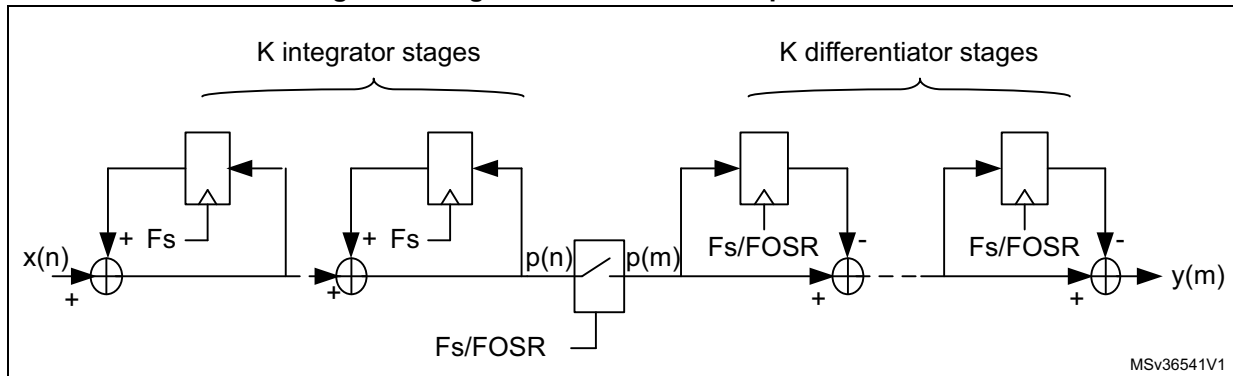 K integrator stages
K differentiator stages
+ Fs
+ Fs
Fs/FOSR -
Fs/FOSR -
x(n) p(n) p(m) y(m)
+ + + +
Fs/FOSR
MSv36541V1